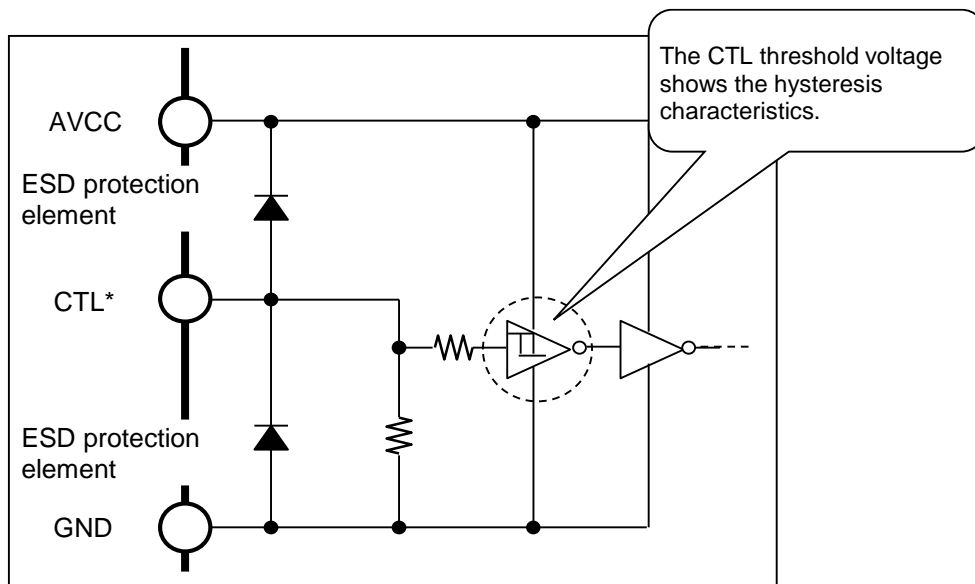 The CTL threshold voltage
shows the hysteresis
characteristics.
AVCC
ESD protection
element
CTL*
ESD protection
element
GND